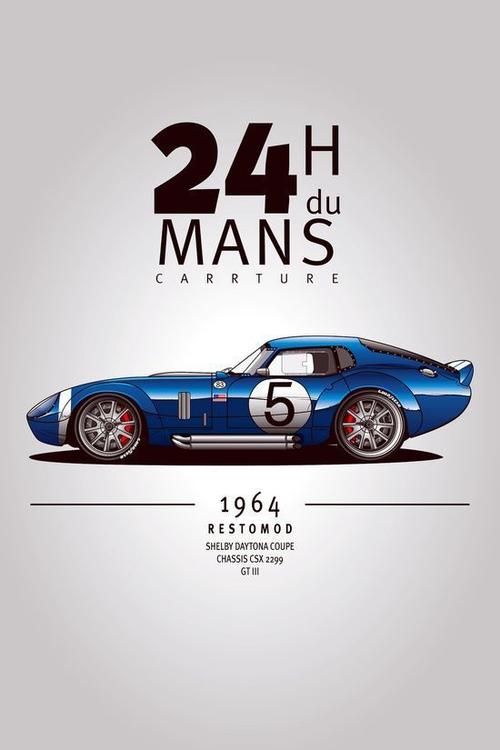 24H
du
MANS
CARRTURE
5
1964
RESTOMOD
SHELBY DAYTONA COUPE
CHASSIS CSX 2299
GT III